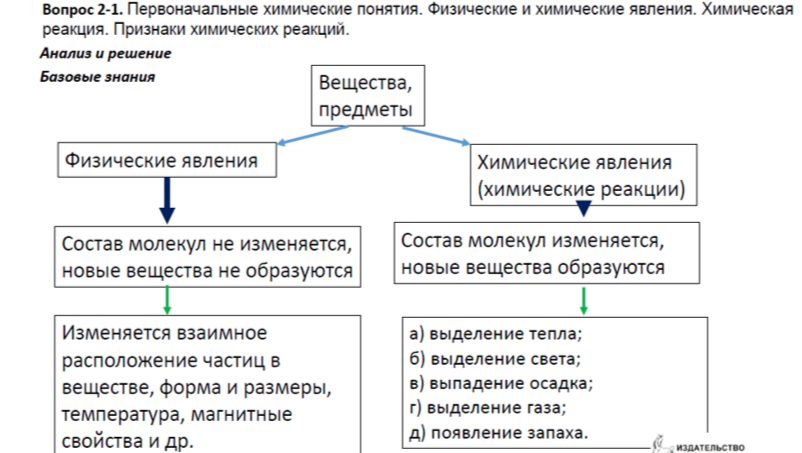 Вопрос 2-1. Первоначальные химические понятия. Физические и химические явления. Химическая
реакция. Признаки химических реакций.
Анализ и решение
Базовые знания
Вещества,
предметы
Физические явления
Химические явления
(химические реакции)
Состав молекул не изменяется,
новые вещества не образуются
Состав молекул изменяется,
новые вещества образуются
Изменяется взаимное
расположение частиц в
веществе, форма и размеры,
температура, магнитные
свойства и др.
а) выделение тепла;
б) выделение света;
в) выпадение осадка;
г) выделение газа;
д) появление запаха.
ИЗДАТЕЛЬСТВО